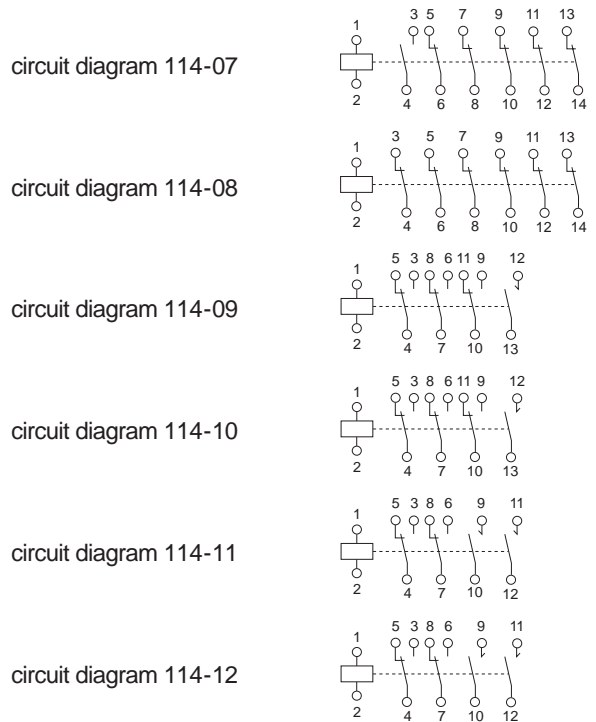 1 3 5 7 9 11 13
circuit diagram 114-07
2 4 6 8 10 12 14
1 3 5 7 9 11 13
circuit diagram 114-08
2 4 6 8 10 12 14
1 5 3 8 6 11 9 12
circuit diagram 114-09
2 4 7 10 13
1 5 3 8 6 11 9 12
circuit diagram 114-10
2 4 7 10 13
1 5 3 8 6 9 11
circuit diagram 114-11
2 4 7 10 12
1 5 3 8 6 9 11
circuit diagram 114-12
2 4 7 10 12